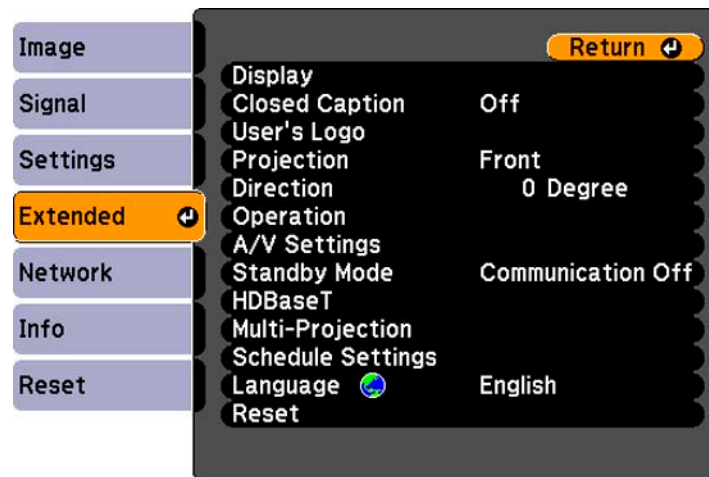 Image
Signal
Settings
Extended
Network
Info
Reset
Return
Display
Closed Caption Off
User's Logo
Projection Front
Direction 0 Degree
Operation
A/V Settings
Standby Mode Communication Off
HDBaseT
Multi-Projection
Schedule Settings
Language English
Reset